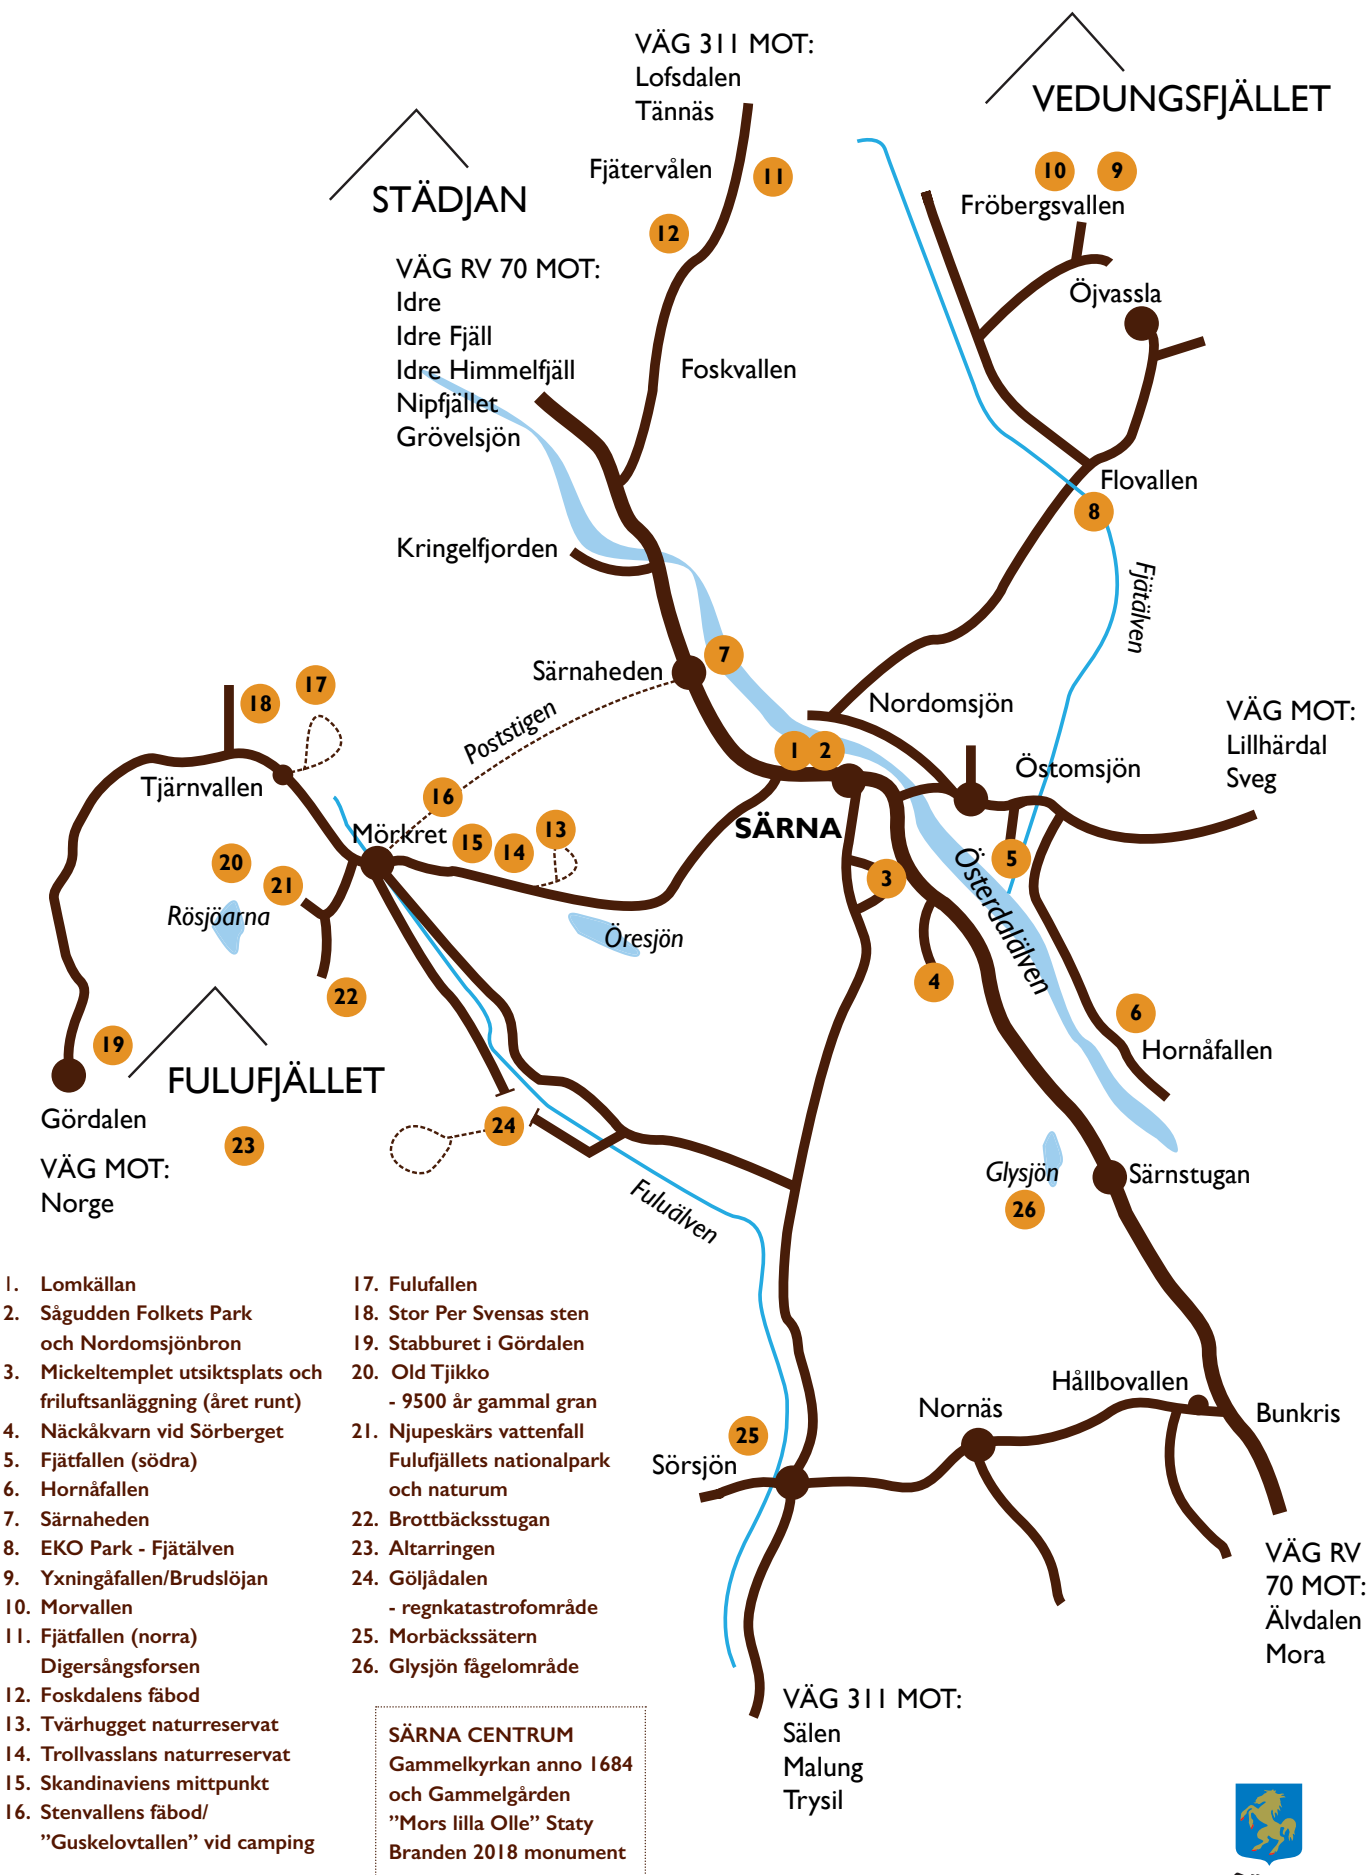 VÄG 311 MOT:
Lofsdalen
Tännäs
VEDUNGSFJÄLLET
STÄDJAN
Fjätervålen
11
12
10
9
Fröbergsvallen
VÄG RV 70 MOT:
Idre
Idre Fjäll
Idre Himmelfjäll
Nipfjället
Grövelsjön
Öjvassla
Foskvallen
Flovallen
8
Kringelfjorden
Fjätälven
7
Särnaheden
Poststigen
17
18
Nordomsjön
VÄG MOT:
Lillhärdal
Sveg
1
2
Östomsjön
Tjärnvallen
16
Mörkret
15
14
13
SÄRNA
5
20
21
3
Rösjöarna
Öresjön
Österdalälven
4
22
6
Hornåfallen
19
FULUFJÄLLET
Gördalen
24
23
VÄG MOT:
Norge
Glysjön
26
Särnstugan
Fuluälven
Hållbovallen
Nornäs
Bunkris
25
Sörsjön
VÄG RV
70 MOT:
Älvdalen
Mora
VÄG 311 MOT:
Sälen
Malung
Trysil
1. Lomkällan
2. Sågudden Folkets Park
och Nordomsjönbron
3. Mickeltemplet utsiktsplats och
friluftsanläggning (året runt)
4. Näckåkvarn vid Sörberget
5. Fjätfallen (södra)
6. Hornåfallen
7. Särnaheden
8. EKO Park - Fjätälven
9. Yxningåfallen/Brudslöjan
10. Morvallen
11. Fjätfallen (norra)
Digersångsforsen
12. Foskdalens fäbod
13. Tvärhugget naturreservat
14. Trollvasslans naturreservat
15. Skandinaviens mittpunkt
16. Stenvallens fäbod/
”Guskelovtallen” vid camping
17. Fulufallen
18. Stor Per Svensas sten
19. Stabburet i Gördalen
20. Old Tjikko
- 9500 år gammal gran
21. Njupeskärs vattenfall
Fulufjällets nationalpark
och naturum
22. Brottbäcksstugan
23. Altarringen
24. Göljådalen
- regnkatastrofområde
25. Morbäckssätern
26. Glysjön fågelområde
SÄRNA CENTRUM
Gammelkyrkan anno 1684
och Gammelgården
”Mors lilla Olle” Staty
Branden 2018 monument